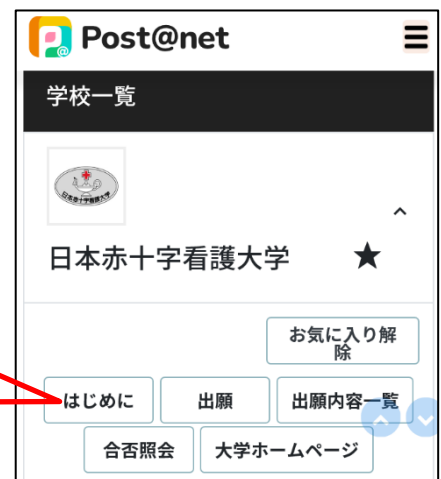 Post@net
学校一覧
日本赤十字看護大学 ★
お気に入り解
除
はじめに 出願 出願内容一覧
合否照会 大学ホームページ